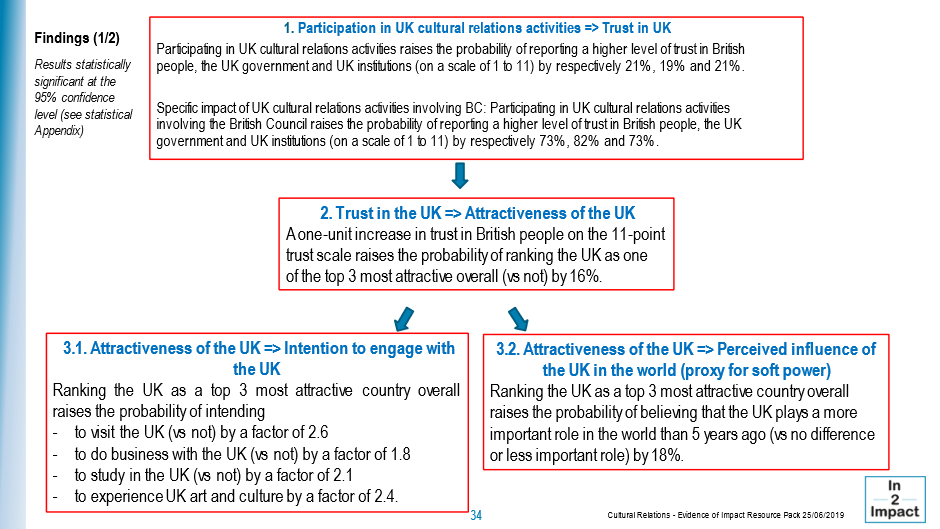 Findings (1/2)
Results statistically
significant at the
95% confidence
level (see statistical
Appendix)
1. Participation in UK cultural relations activities => Trust in UK
Participating in UK cultural relations activities raises the probability of reporting a higher level of trust in British
people, the UK government and UK institutions (on a scale of 1 to 11) by respectively 21%, 19% and 21%.
Specific impact of UK cultural relations activities involving BC: Participating in UK cultural relations activities
involving the British Council raises the probability of reporting a higher level of trust in British people, the UK
government and UK institutions (on a scale of 1 to 11) by respectively 73%, 82% and 73%.
2. Trust in the UK => Attractiveness of the UK
A one-unit increase in trust in British people on the 11-point
trust scale raises the probability of ranking the UK as one
of the top 3 most attractive overall (vs not) by 16%.
3.1. Attractiveness of the UK => Intention to engage with
the UK
Ranking the UK as a top 3 most attractive country overall
raises the probability of intending
- to visit the UK (vs not) by a factor of 2.6
- to do business with the UK (vs not) by a factor of 1.8
- to study in the UK (vs not) by a factor of 2.1
- to experience UK art and culture by a factor of 2.4.
3.2. Attractiveness of the UK => Perceived influence of
the UK in the world (proxy for soft power)
Ranking the UK as a top 3 most attractive country overall
raises the probability of believing that the UK plays a more
important role in the world than 5 years ago (vs no difference
or less important role) by 18%.
34
Cultural Relations - Evidence of Impact Resource Pack 25/06/2019
In
2
Impact